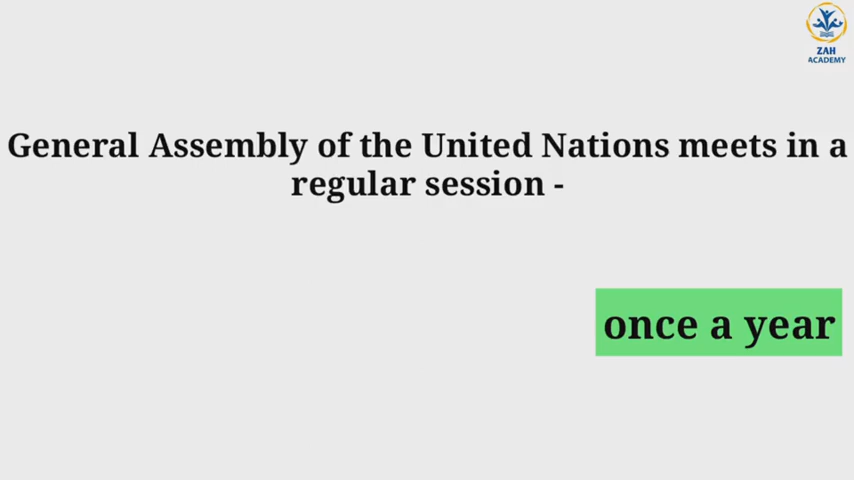 ZAH
ACADEMY
General Assembly of the United Nations meets in a
regular session -
once a year